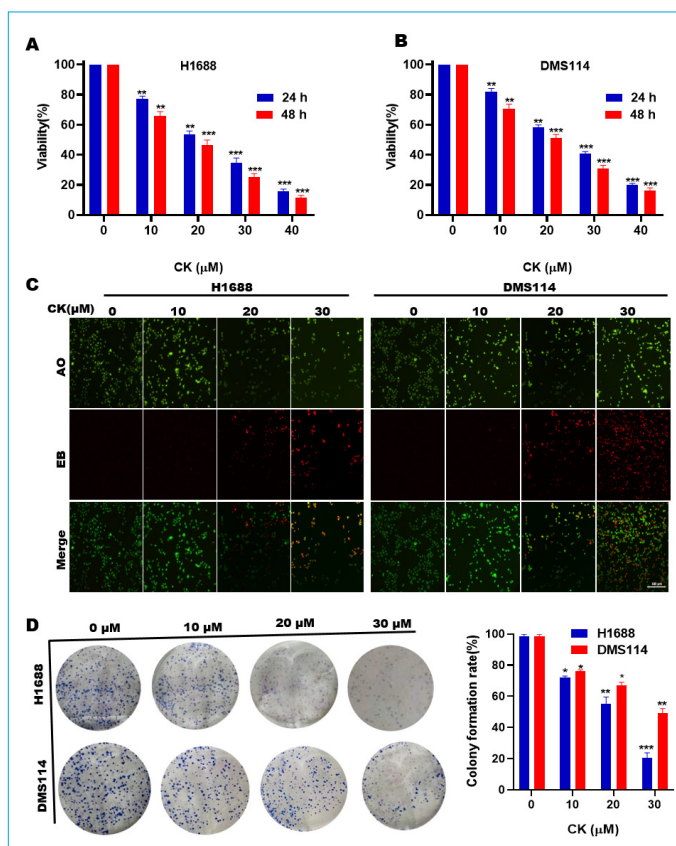 A
H1688
100
80
60
40
20
0
Viability(%)
** ** ** *** *** *** *** ***
24 h
48 h
0 10 20 30 40
CK (μM)
B
DMS114
100
80
60
40
20
0
Viability(%)
** ** ** *** *** *** *** ***
24 h
48 h
0 10 20 30 40
CK (μM)
C
H1688 DMS114
CK(μM) 0 10 20 30 0 10 20 30
AO
EB
Merge
D
0 μM 10 μM 20 μM 30 μM
H1688
DMS114
100
80
60
40
20
0
Colony formation rate(%)
H1688
DMS114
* * ** * *** **
0 10 20 30
CK (μM)